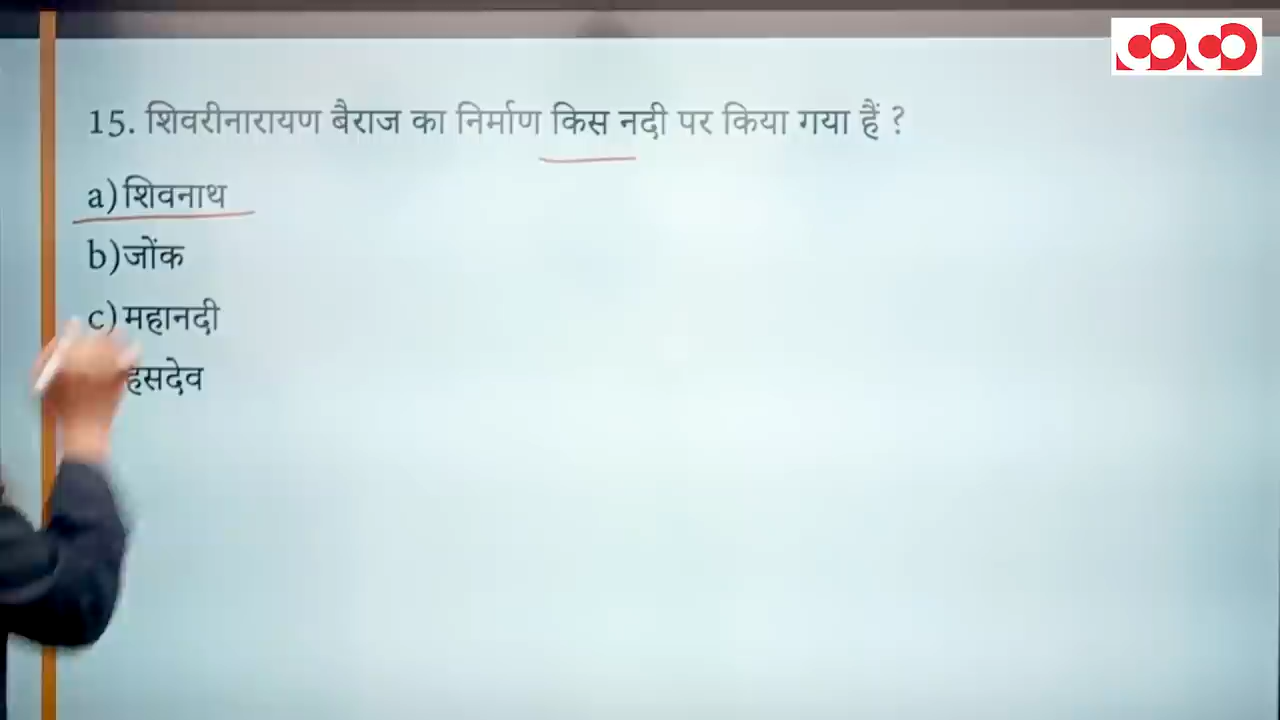 15. शिवरीनारायण बैराज का निर्माण किस नदी पर किया गया हैं ?
a) शिवनाथ
b) जोंक
c) महानदी
हसदेव